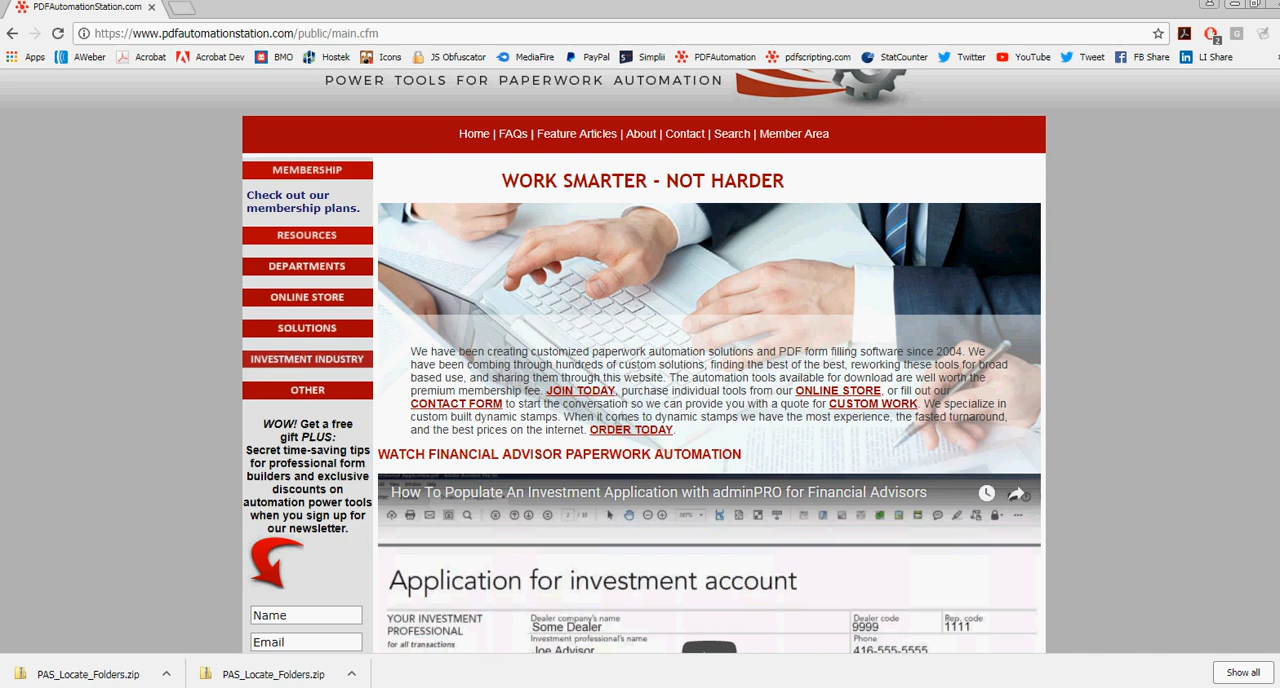 PDFAutomationStation.com
https://www.pdfautomationstation.com/public/main.cfm
2
G
Apps AWeber Acrobat Acrobat Dev BMO Hostek Icons JS Obfuscator MediaFire PayPal Simplii PDFAutomation pdfscripting.com StatCounter Twitter YouTube Tweet FB Share LI Share
POWER TOOLS FOR PAPERWORK AUTOMATION
Home | FAQs | Feature Articles | About | Contact | Search | Member Area
MEMBERSHIP
Check out our
membership plans.
RESOURCES
DEPARTMENTS
ONLINE STORE
SOLUTIONS
INVESTMENT INDUSTRY
OTHER
WOW! Get a free
gift PLUS:
Secret time-saving tips
for professional form
builders and exclusive
discounts on
automation power tools
when you sign up for
our newsletter.
Name
Email
WORK SMARTER - NOT HARDER
We have been creating customized paperwork automation solutions and PDF form filling software since 2004. We
have been combing through hundreds of custom solutions, finding the best of the best, reworking these tools for broad
based use, and sharing them through this website. The automation tools available for download are well worth the
premium membership fee. JOIN TODAY, purchase individual tools from our ONLINE STORE, or fill out our
CONTACT FORM to start the conversation so we can provide you with a quote for CUSTOM WORK. We specialize in
custom built dynamic stamps. When it comes to dynamic stamps we have the most experience, the fasted turnaround,
and the best prices on the internet. ORDER TODAY.
WATCH FINANCIAL ADVISOR PAPERWORK AUTOMATION
How To Populate An Investment Application with adminPRO for Financial Advisors
Application for investment account
YOUR INVESTMENT
PROFESSIONAL
for all transactions
Dealer company's name
Some Dealer
Dealer code
9999
Rep. code
1111
Investment professional's name
Joe Advisor
Phone
416-555-5555
PAS_Locate_Folders.zip
PAS_Locate_Folders.zip
Show all